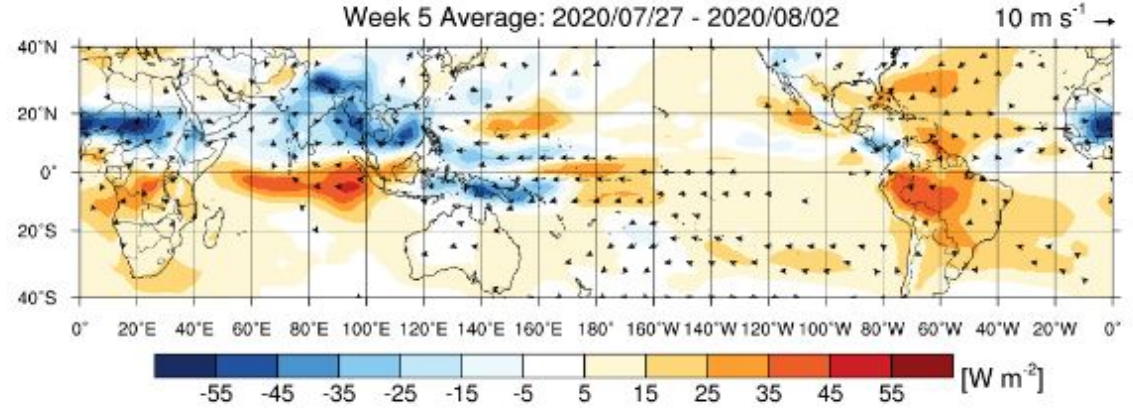 Week 5 Average: 2020/07/27 - 2020/08/02 10 m s⁻¹
40°N
20°N
0°
20°S
40°S
0° 20°E 40°E 60°E 80°E 100°E 120°E 140°E 160°E 180° 160°W 140°W 120°W 100°W 80°W 60°W 40°W 20°W 0°
-55 -45 -35 -25 -15 -5 5 15 25 35 45 55 [W m⁻²]